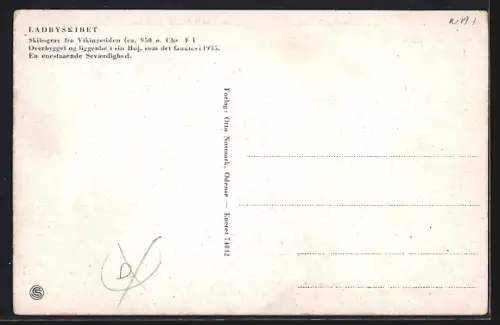 LADBYSKIBET
Skibsgrav fra Vikingetiden (ca. 950 e. Chr. F.)
Overbygget og liggende i sin Høj, som det fandtes i 1935.
En enestaaende Seværdighed.
Forlag: Otto Normark, Odense — Eneret 74842
D
S